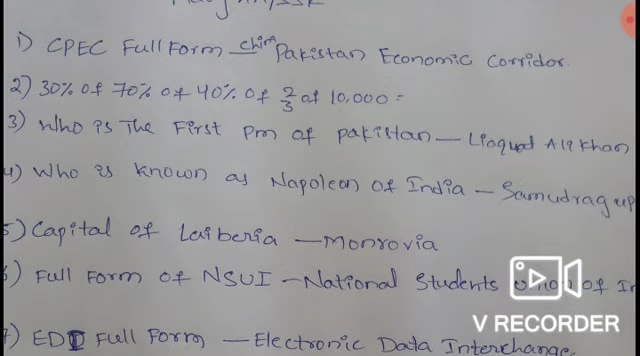 1) CPEC Full Form — China Pakistan Economic Corridor.
2) 30% of 70% of 40% of 2/3 of 10,000 =
3) Who is The First Pm of Pakistan — Liaquat Ali Khan
4) Who is known as Napoleon of India — Samudragup
5) Capital of Laiberia — Monrovia
6) Full Form of NSUI — National Students Union of In
7) EDI Full Form — Electronic Data Interchange.
V RECORDER